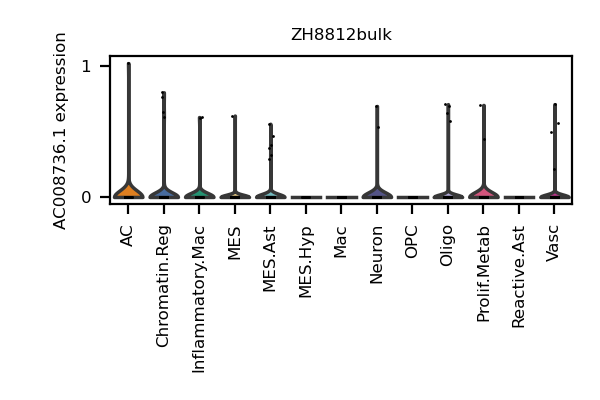 ZH8812bulk
AC008736.1 expression
1
0
AC
Chromatin.Reg
Inflammatory.Mac
MES
MES.Ast
MES.Hyp
Mac
Neuron
OPC
Oligo
Prolif.Metab
Reactive.Ast
Vasc